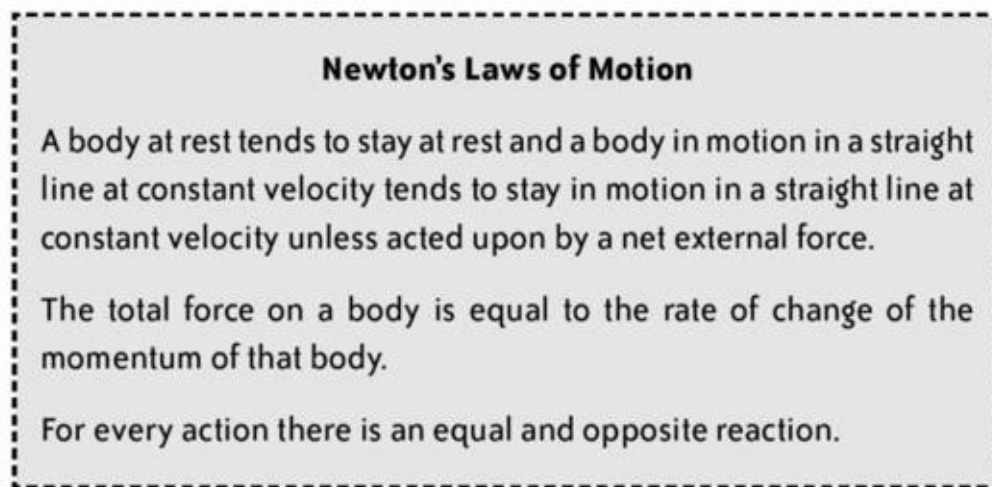 Newton's Laws of Motion
A body at rest tends to stay at rest and a body in motion in a straight
line at constant velocity tends to stay in motion in a straight line at
constant velocity unless acted upon by a net external force.
The total force on a body is equal to the rate of change of the
momentum of that body.
For every action there is an equal and opposite reaction.